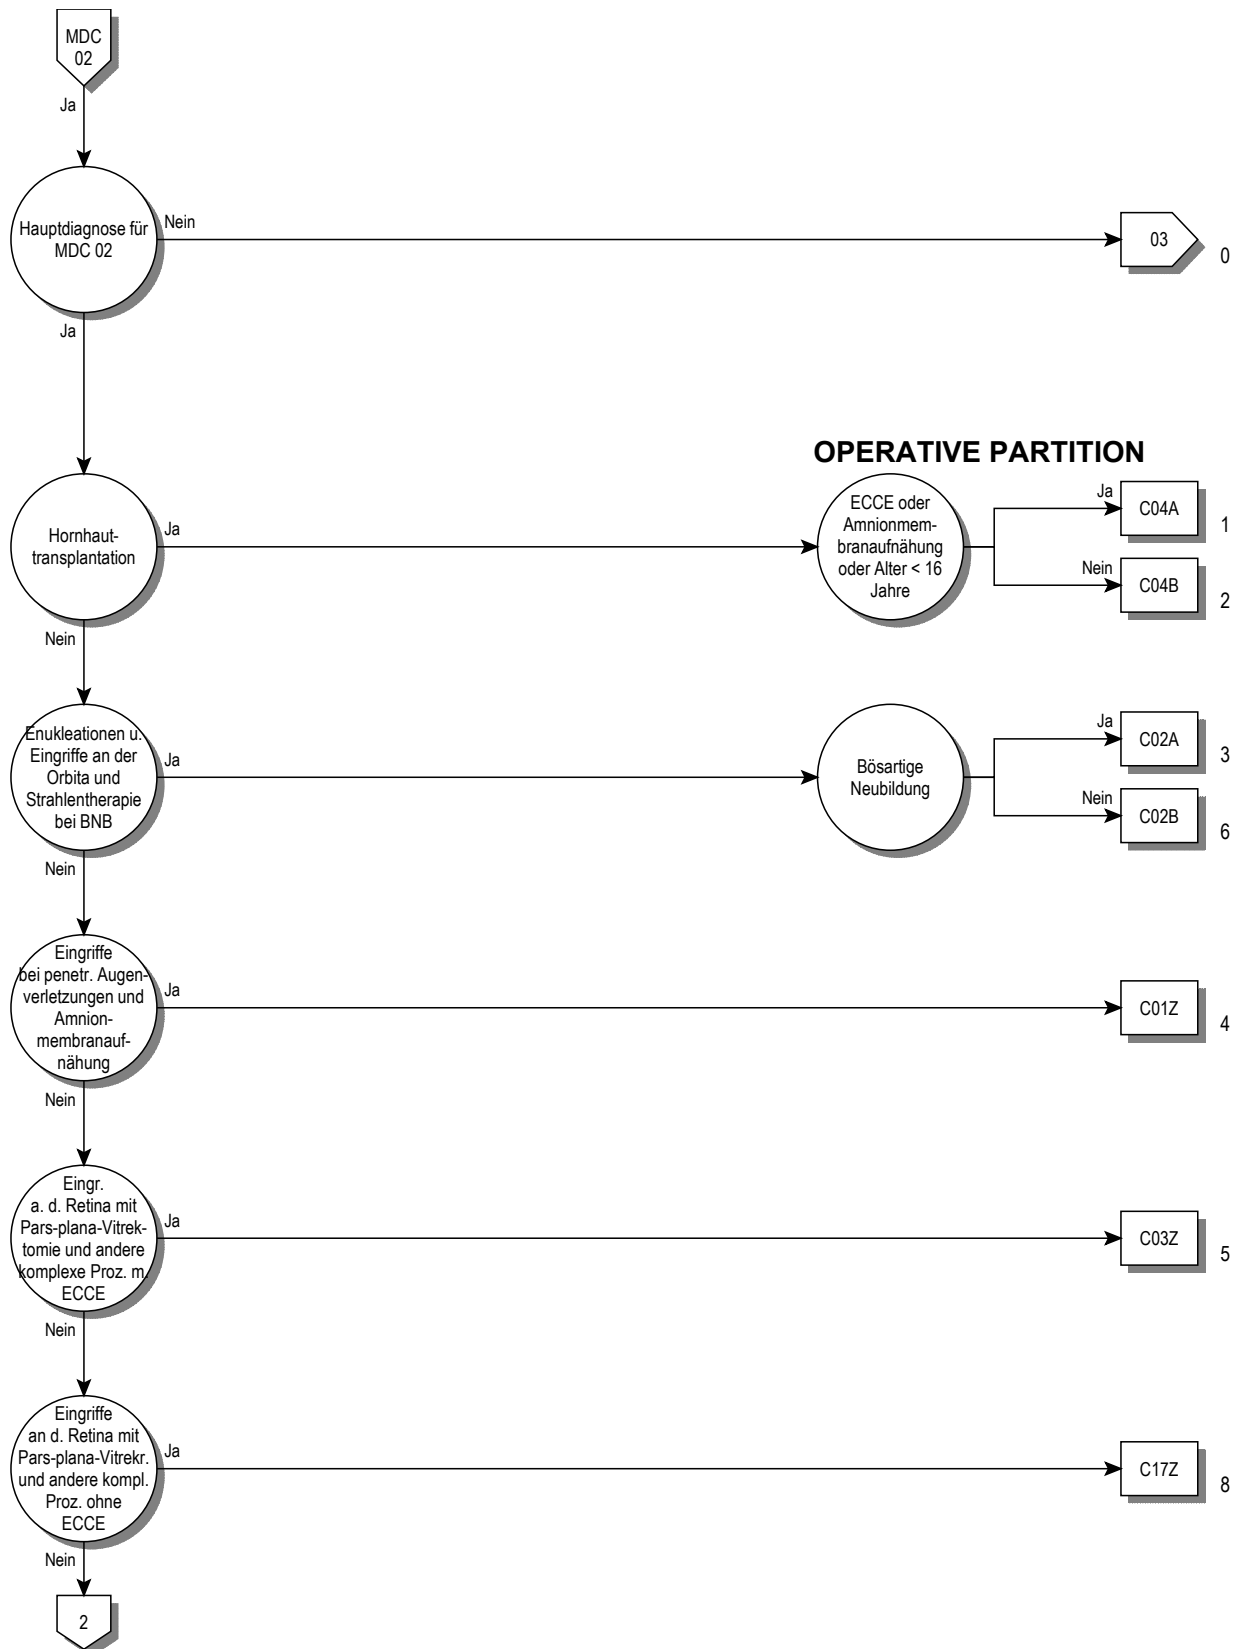 MDC
02
Ja
Hauptdiagnose für
MDC 02
Nein
03
0
Ja
OPERATIVE PARTITION
Hornhaut-
transplantation
Ja
ECCE oder
Amnionmem-
branaufnähung
oder Alter < 16
Jahre
Ja
C04A
1
Nein
C04B
2
Nein
Enukleationen u.
Eingriffe an der
Orbita und
Strahlentherapie
bei BNB
Ja
Bösartige
Neubildung
Ja
C02A
3
Nein
C02B
6
Nein
Eingriffe
bei penetr. Augen-
verletzungen und
Amnion-
membranauf-
nähung
Ja
C01Z
4
Nein
Eingr.
a. d. Retina mit
Pars-plana-Vitrek-
tomie und andere
komplexe Proz. m.
ECCE
Ja
C03Z
5
Nein
Eingriffe
an d. Retina mit
Pars-plana-Vitrekr.
und andere kompl.
Proz. ohne
ECCE
Ja
C17Z
8
Nein
2